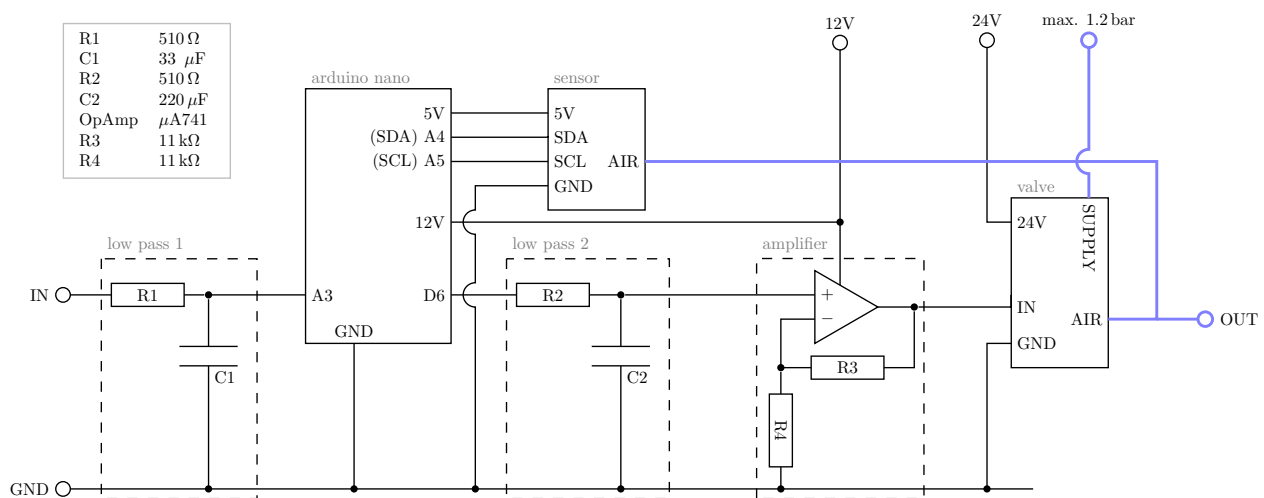 12V
24V
max. 1.2 bar
R1 510 Ω
C1 33 μF
R2 510 Ω
C2 220 μF
OpAmp μA741
R3 11 kΩ
R4 11 kΩ
arduino nano
sensor
5V
5V
(SDA) A4
SDA
(SCL) A5
SCL
AIR
GND
12V
valve
24V
SUPPLY
low pass 1
low pass 2
amplifier
IN
R1
A3
D6
R2
+
−
IN
AIR
OUT
GND
GND
C1
C2
R3
R4
GND